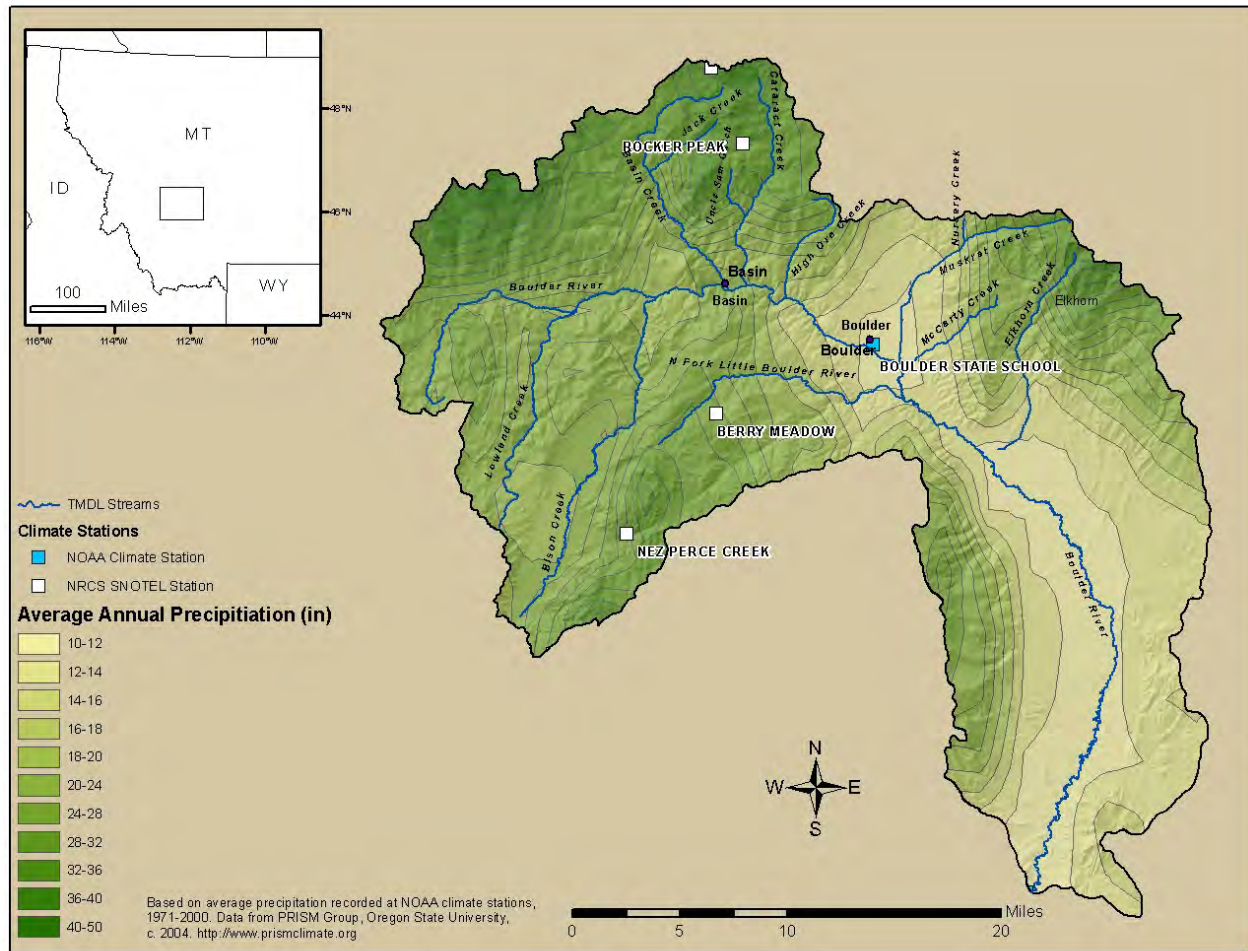 48°N
MT
ID
46°N
WY
100
Miles
44°N
116°W
114°W
112°W
110°W
Cataract Creek
Jack Creek
ROCKER PEAK
Uncle Sam Gulch
Basin Creek
Nursery Creek
High Ore Creek
Muskrat Creek
Basin
Basin
Elkhorn Creek
Elkhorn
Boulder River
McCarty Creek
Boulder
Boulder
BOULDER STATE SCHOOL
N Fork Little Boulder River
Lowland Creek
BERRY MEADOW
Bison Creek
NEZ PERCE CREEK
Boulder River
TMDL Streams
Climate Stations
NOAA Climate Station
NRCS SNOTEL Station
Average Annual Precipitiation (in)
10-12
12-14
14-16
16-18
18-20
20-24
24-28
28-32
32-36
36-40
40-50
N
W
E
S
Based on average precipitation recorded at NOAA climate stations,
1971-2000. Data from PRISM Group, Oregon State University,
c. 2004. http://www.prismclimate.org
Miles
0
5
10
20